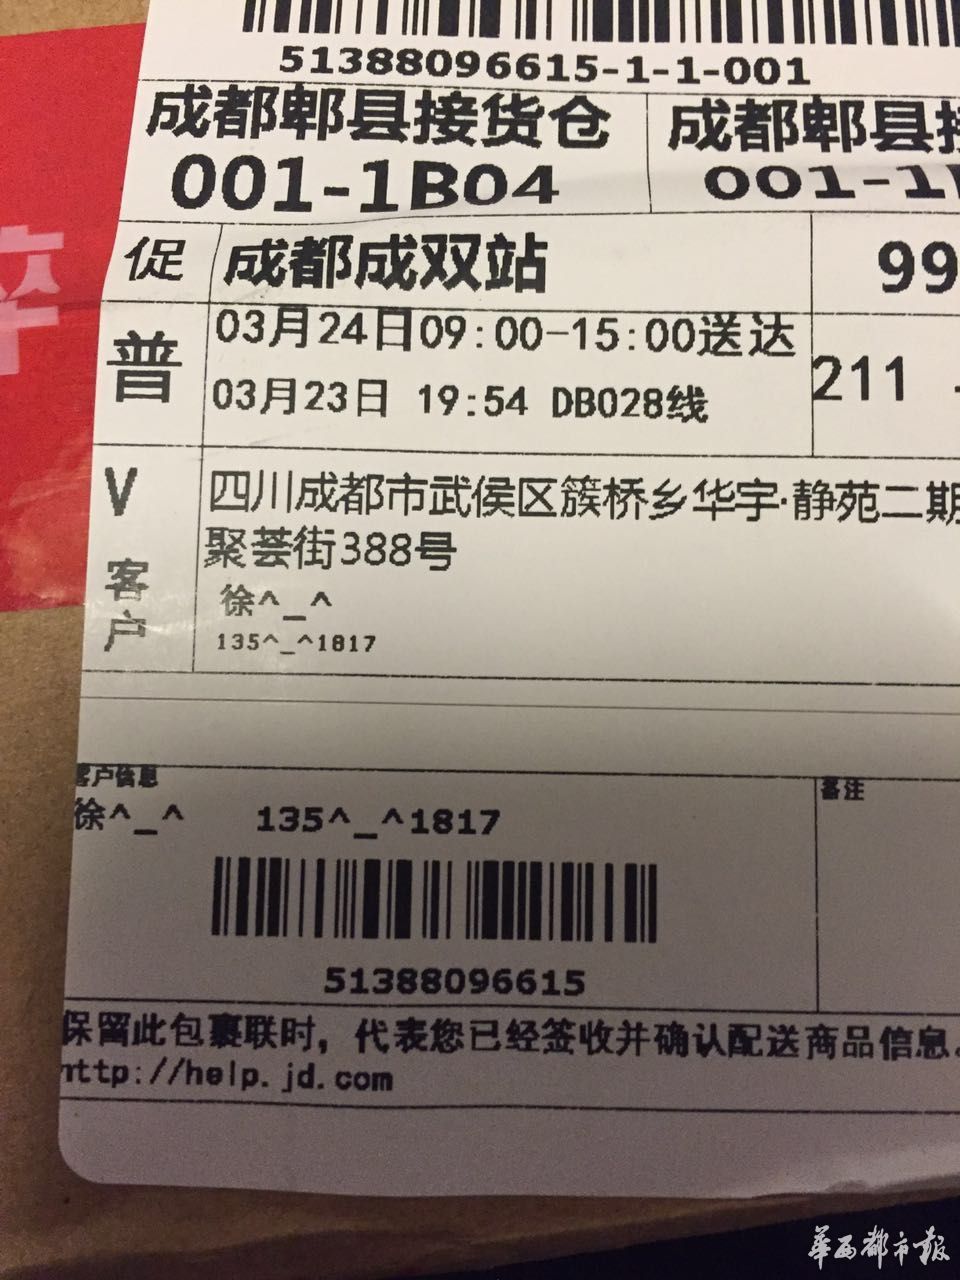 51388096615-1-1-001
成都郫县接货仓
001-1B04
成都郫县接
001-1
促
成都成双站
99
普
03月24日09:00-15:00送达
03月23日 19:54 DB028线
211 -
V
客户
四川成都市武侯区簇桥乡华宇·静苑二期
聚荟街388号
徐^_^
135^_^1817
客户信息
备注
徐^_^ 135^_^1817
51388096615
保留此包裹联时，代表您已经签收并确认配送商品信息。
http://help.jd.com
华西都市报